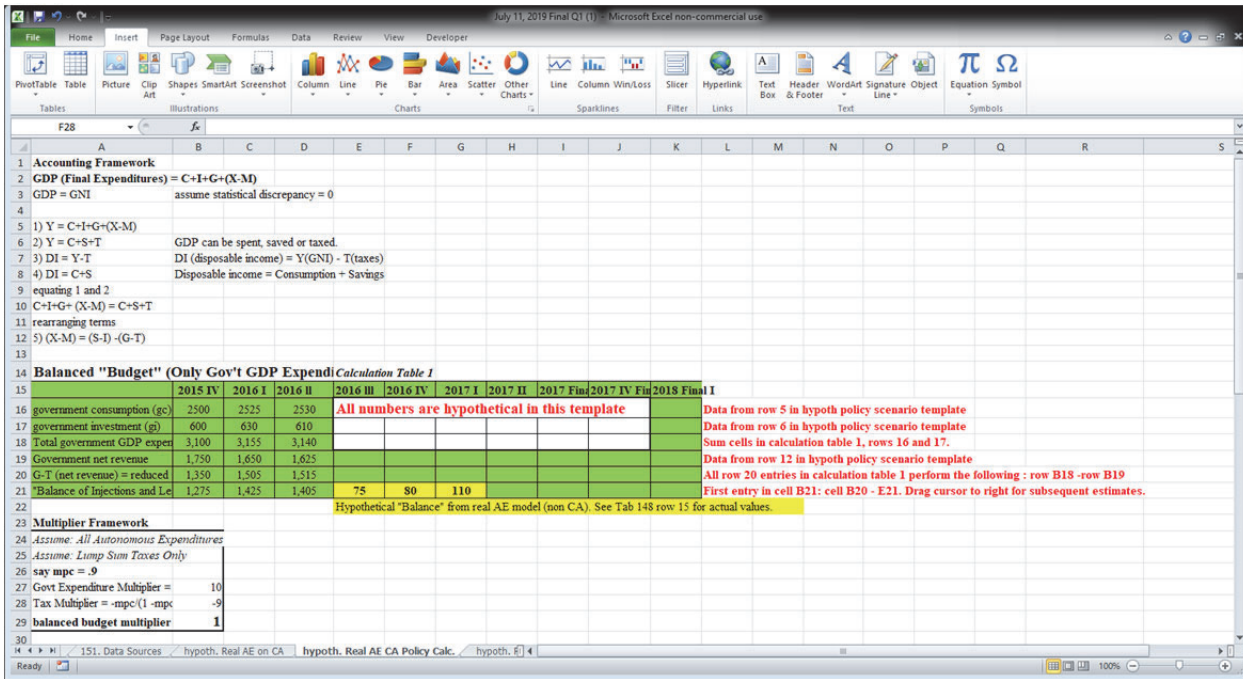 July 11, 2019 Final Q1 (1) - Microsoft Excel non-commercial use
File Home Insert Page Layout Formulas Data Review View Developer
PivotTable Table Picture Clip Art Shapes SmartArt Screenshot Column Line Pie Bar Area Scatter Other Charts Line Column Win/Loss Slicer Hyperlink Text Box Header & Footer WordArt Signature Line Object Equation Symbol
Tables Illustrations Charts Sparklines Filter Links Text Symbols
F28 fx
A B C D E F G H I J K L M N O P Q R S
1 Accounting Framework
2 GDP (Final Expenditures) = C+I+G+(X-M)
3 GDP = GNI assume statistical discrepancy = 0
4
5 1) Y = C+I+G+(X-M)
6 2) Y = C+S+T GDP can be spent, saved or taxed.
7 3) DI = Y-T DI (disposable income) = Y(GNI) - T(taxes)
8 4) DI = C+S Disposable income = Consumption + Savings
9 equating 1 and 2
10 C+I+G+ (X-M) = C+S+T
11 rearranging terms
12 5) (X-M) = (S-I) -(G-T)
13
14 Balanced "Budget" (Only Gov't GDP Expendi Calculation Table 1
15 2015 IV 2016 I 2016 II 2016 III 2016 IV 2017 I 2017 II 2017 Fina 2017 IV Fin 2018 Final I
16 government consumption (gc) 2500 2525 2530 All numbers are hypothetical in this template Data from row 5 in hypoth policy scenario template
17 government investment (gi) 600 630 610 Data from row 6 in hypoth policy scenario template
18 Total government GDP expen 3,100 3,155 3,140 Sum cells in calculation table 1, rows 16 and 17.
19 Government net revenue 1,750 1,650 1,625 Data from row 12 in hypoth policy scenario template
20 G-T (net revenue) = reduced 1,350 1,505 1,515 All row 20 entries in calculation table 1 perform the following : row B18 -row B19
21 "Balance of Injections and Le 1,275 1,425 1,405 75 80 110 First entry in cell B21: cell B20 - E21. Drag cursor to right for subsequent estimates.
22 Hypothetical "Balance" from real AE model (non CA). See Tab 148 row 15 for actual values.
23 Multiplier Framework
24 Assume: All Autonomous Expenditures
25 Assume: Lump Sum Taxes Only
26 say mpc = .9
27 Govt Expenditure Multiplier = 10
28 Tax Multiplier = -mpc/(1 -mpc -9
29 balanced budget multiplier 1
30
151. Data Sources hypoth. Real AE on CA hypoth. Real AE CA Policy Calc. hypoth.
Ready 100%